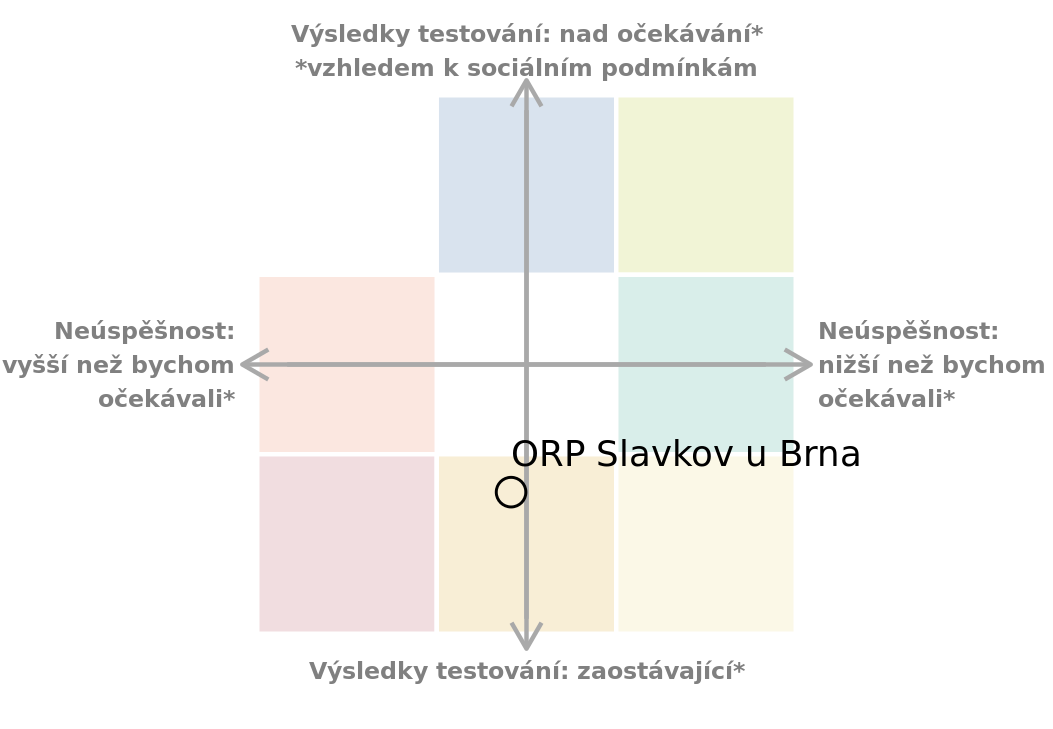 Výsledky testování: nad očekávání*
*vzhledem k sociálním podmínkám
Neúspěšnost:
vyšší než bychom
očekávali*
Neúspěšnost:
nižší než bychom
očekávali*
ORP Slavkov u Brna
Výsledky testování: zaostávající*